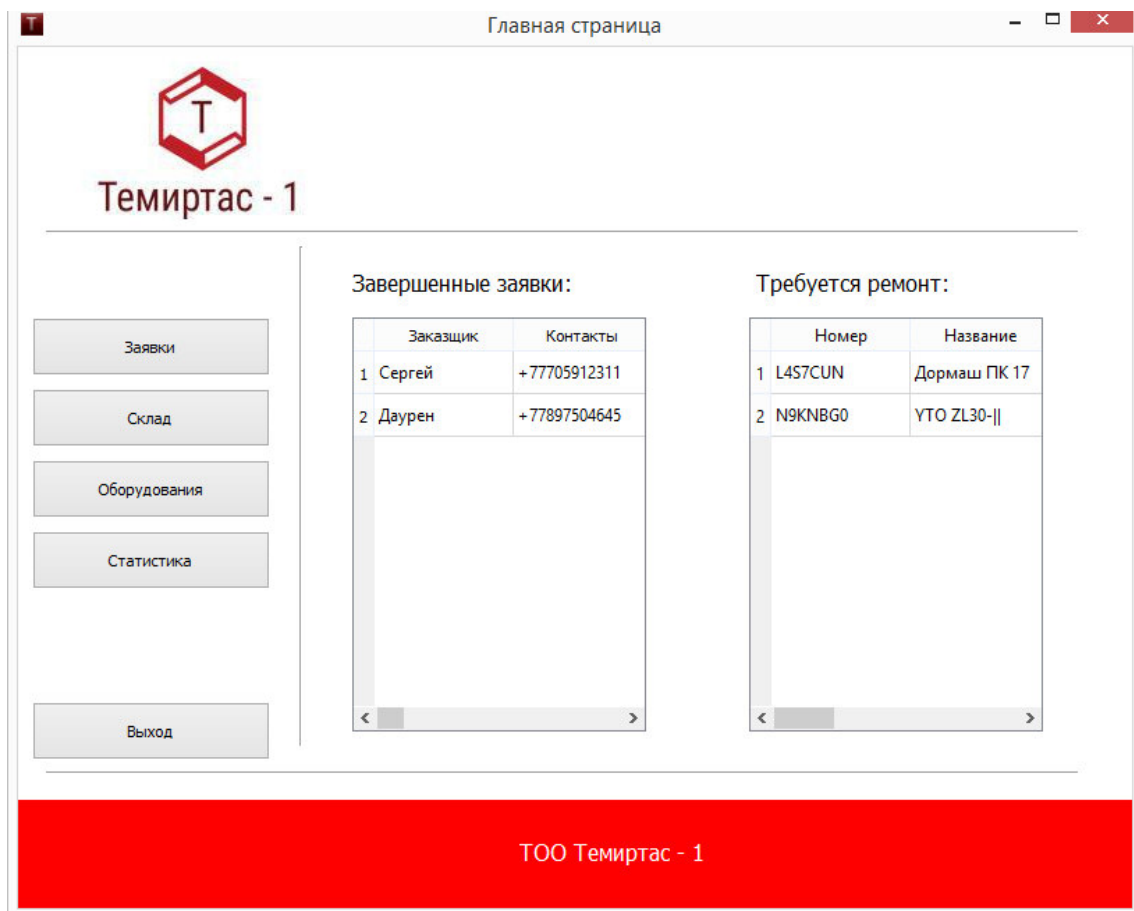 T
Главная страница
T
Темиртас - 1
Завершенные заявки:
Требуется ремонт:
Заявки
Склад
Оборудования
Статистика
Выход
Заказщик Контакты
1 Сергей +77705912311
2 Даурен +77897504645
Номер Название
1 L4S7CUN Дормаш ПК 17
2 N9KNBG0 YTO ZL30-||
ТОО Темиртас - 1